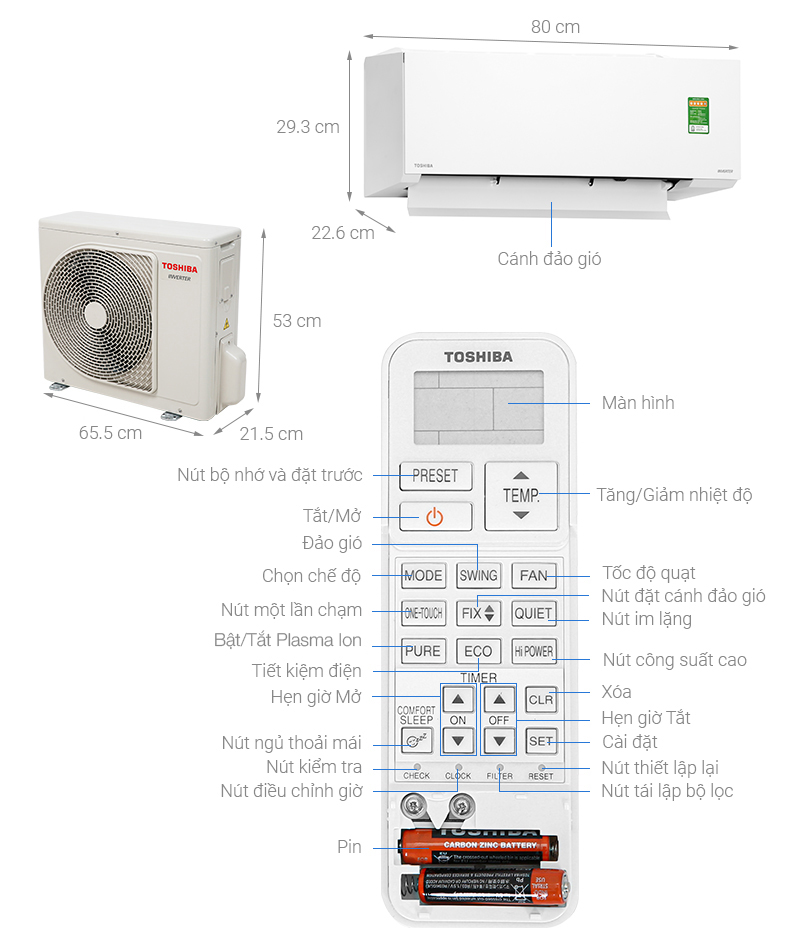 80 cm
29.3 cm
TOSHIBA
INVERTER
22.6 cm
Cánh đảo gió
TOSHIBA
INVERTER
53 cm
65.5 cm
21.5 cm
TOSHIBA
Màn hình
Nút bộ nhớ và đặt trước
PRESET
TEMP.
Tăng/Giảm nhiệt độ
Tắt/Mở
Đảo gió
Chọn chế độ
MODE
SWING
FAN
Tốc độ quạt
Nút đặt cánh đảo gió
Nút một lần chạm
ONE-TOUCH
FIX
QUIET
Nút im lặng
Bật/Tắt Plasma Ion
PURE
ECO
Hi POWER
Nút công suất cao
Tiết kiệm điện
TIMER
Hẹn giờ Mở
CLR
Xóa
COMFORT
SLEEP
ON
OFF
Hẹn giờ Tắt
Nút ngủ thoải mái
SET
Cài đặt
Nút kiểm tra
CHECK
CLOCK
FILTER
RESET
Nút thiết lập lại
Nút điều chỉnh giờ
Nút tái lập bộ lọc
Pin
TOSHIBA
CARBON ZINC BATTERY